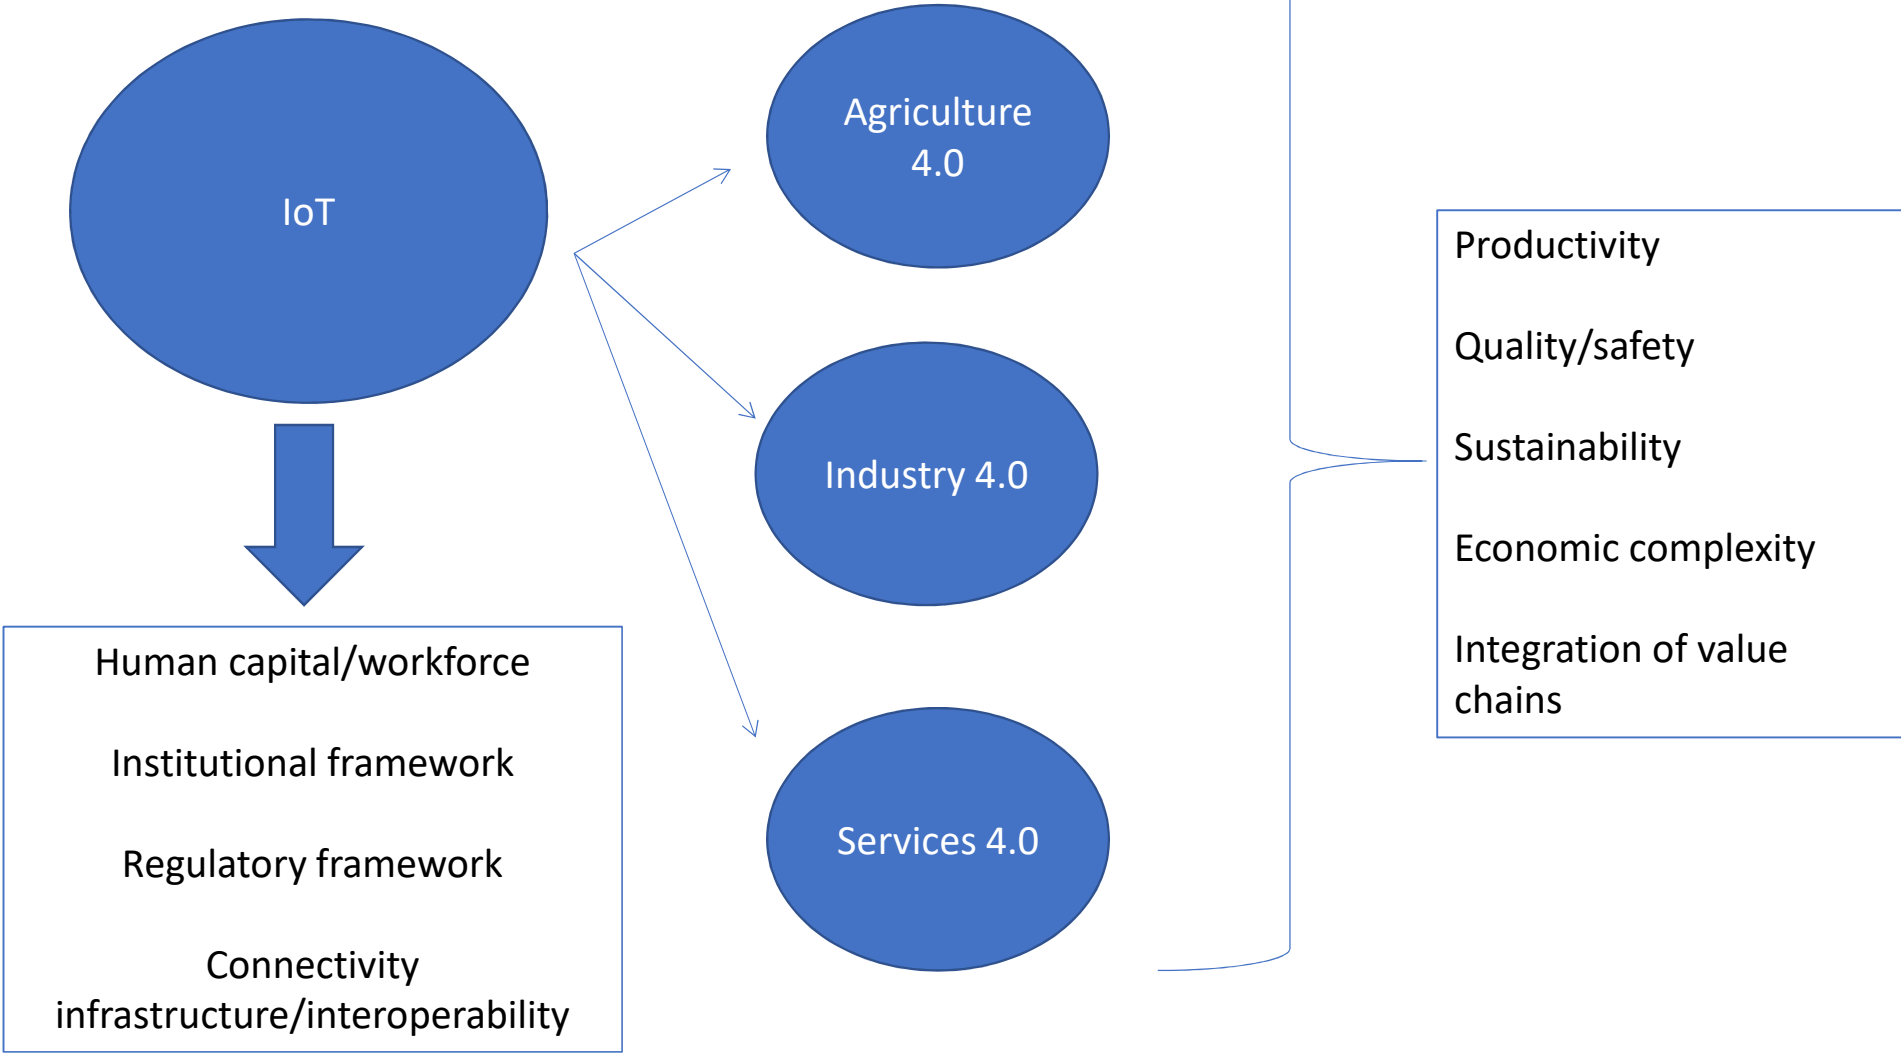 IoT
Agriculture
4.0
Industry 4.0
Services 4.0
Human capital/workforce
Institutional framework
Regulatory framework
Connectivity
infrastructure/interoperability
Productivity
Quality/safety
Sustainability
Economic complexity
Integration of value
chains